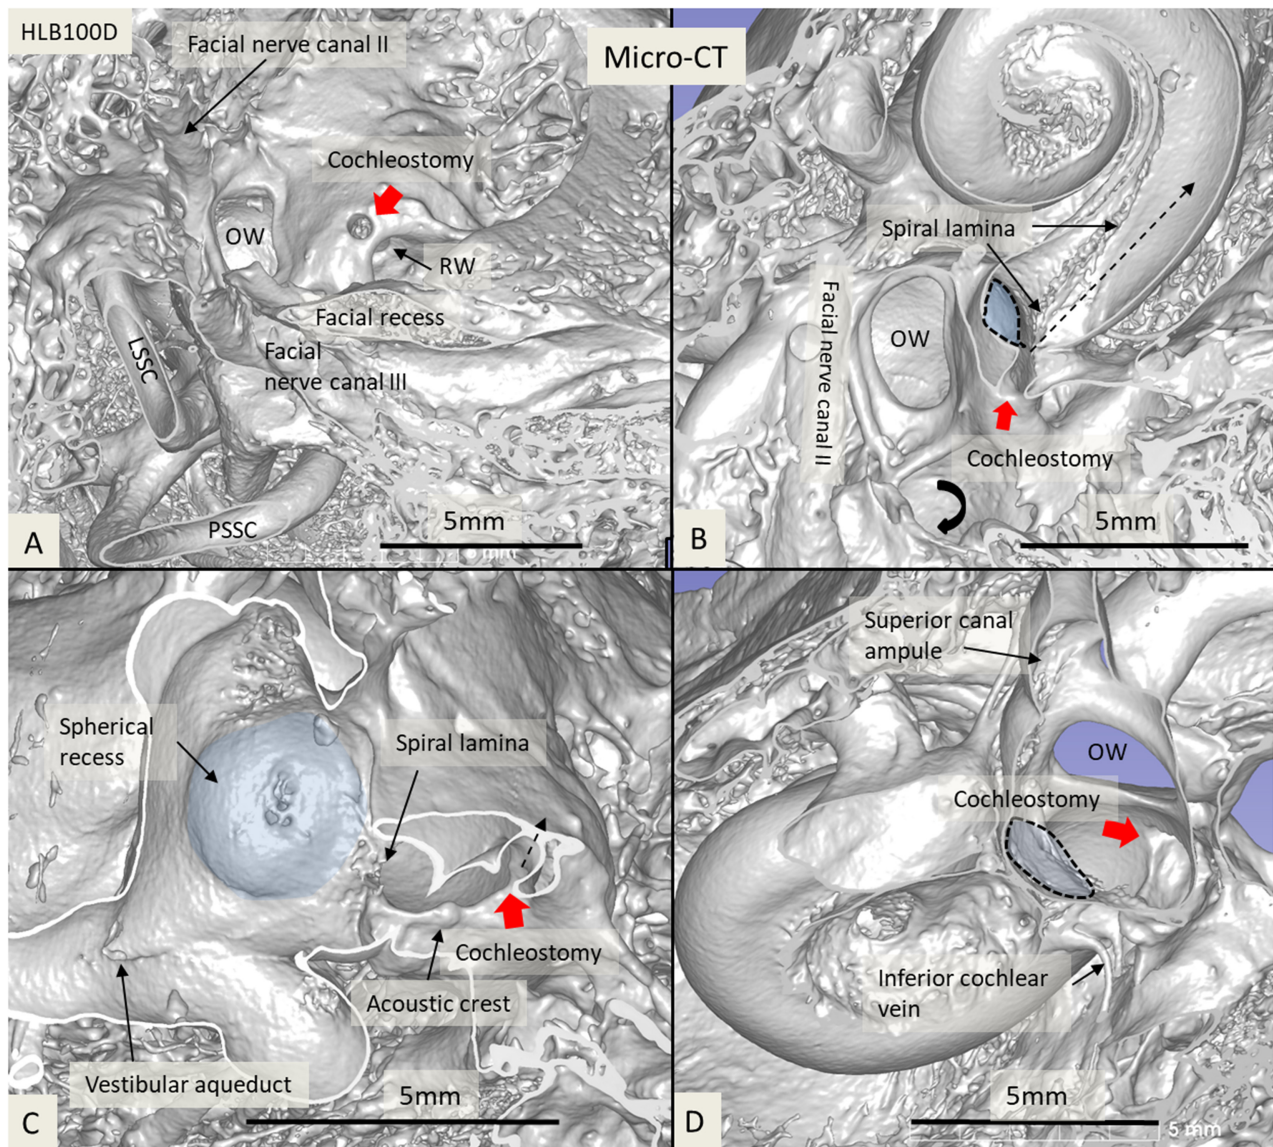 HLB100D
Micro-CT
Facial nerve canal II
Cochleostomy
OW
RW
Facial recess
LSSC
Facial
nerve canal III
PSSC
5mm
A
Spiral lamina
Facial nerve canal II
OW
Cochleostomy
5mm
B
Spherical
recess
Spiral lamina
Cochleostomy
Acoustic crest
Vestibular aqueduct
5mm
C
Superior canal
ampule
OW
Cochleostomy
Inferior cochlear
vein
5mm
5 mm
D